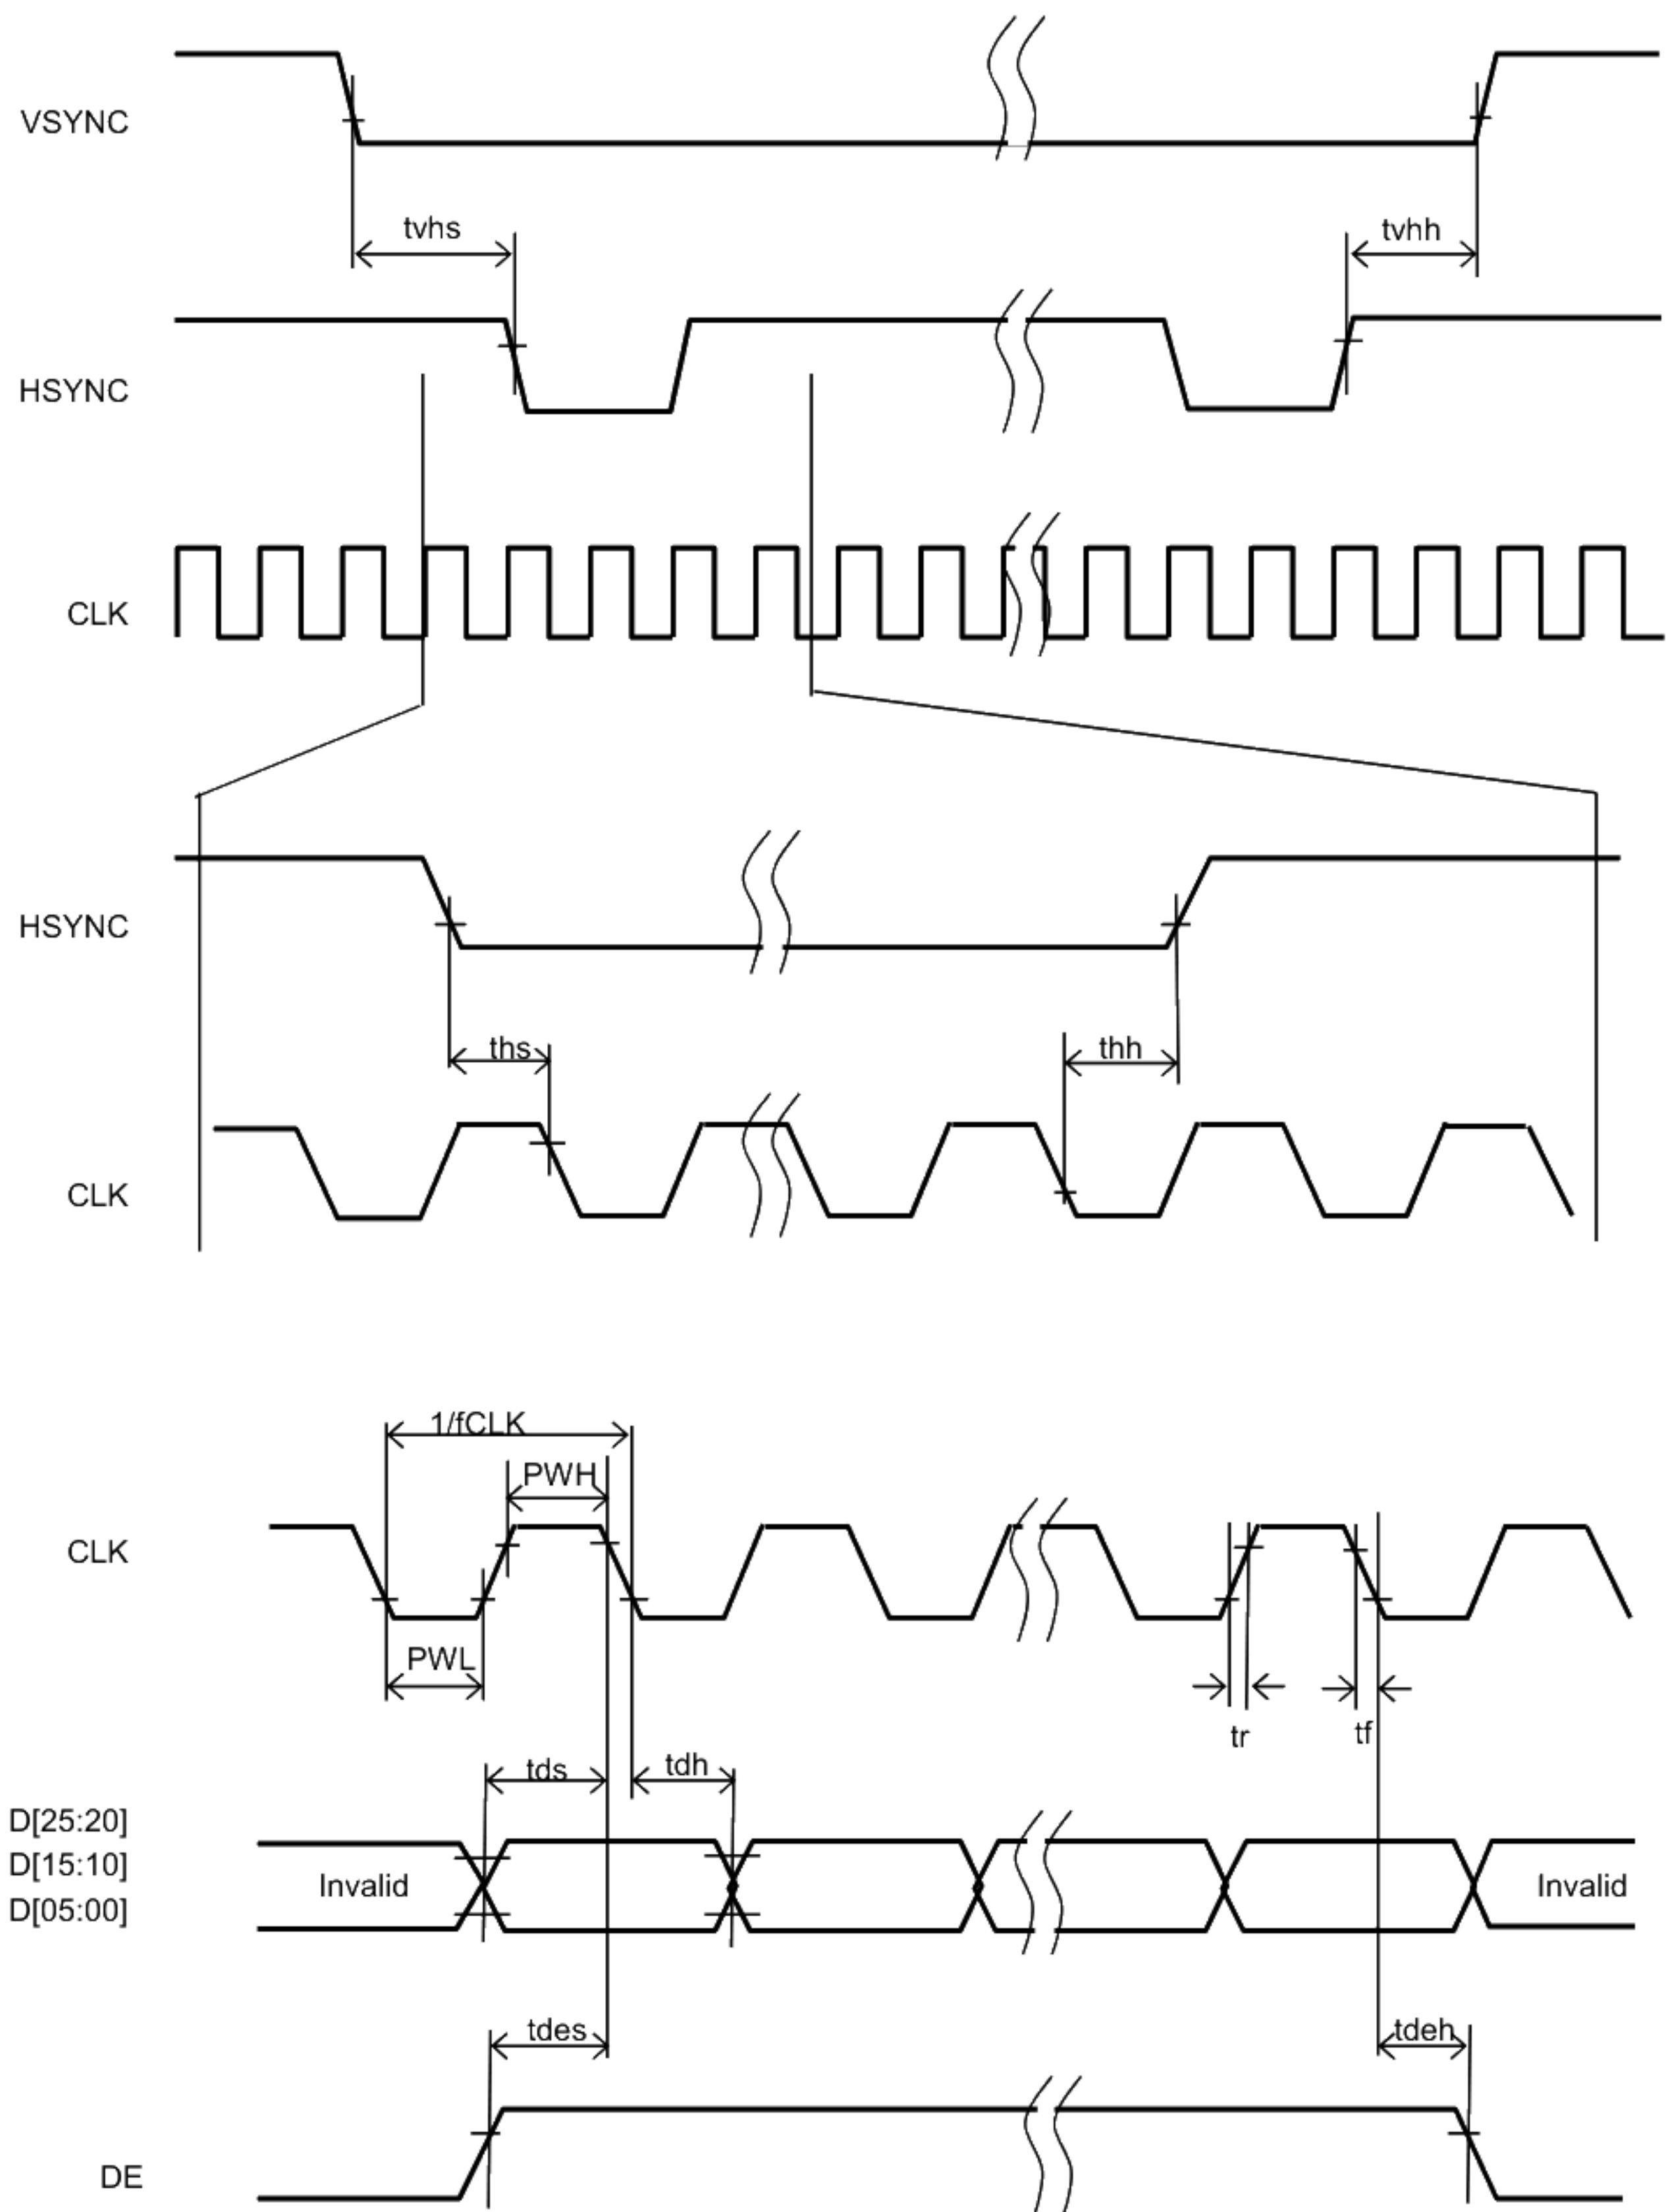 VSYNC
tvhs
tvhh
HSYNC
CLK
HSYNC
ths
thh
CLK
1/fCLK
PWH
CLK
PWL
tr
tf
tds
tdh
D[25:20]
D[15:10]
Invalid
Invalid
D[05:00]
tdes
tdeh
DE